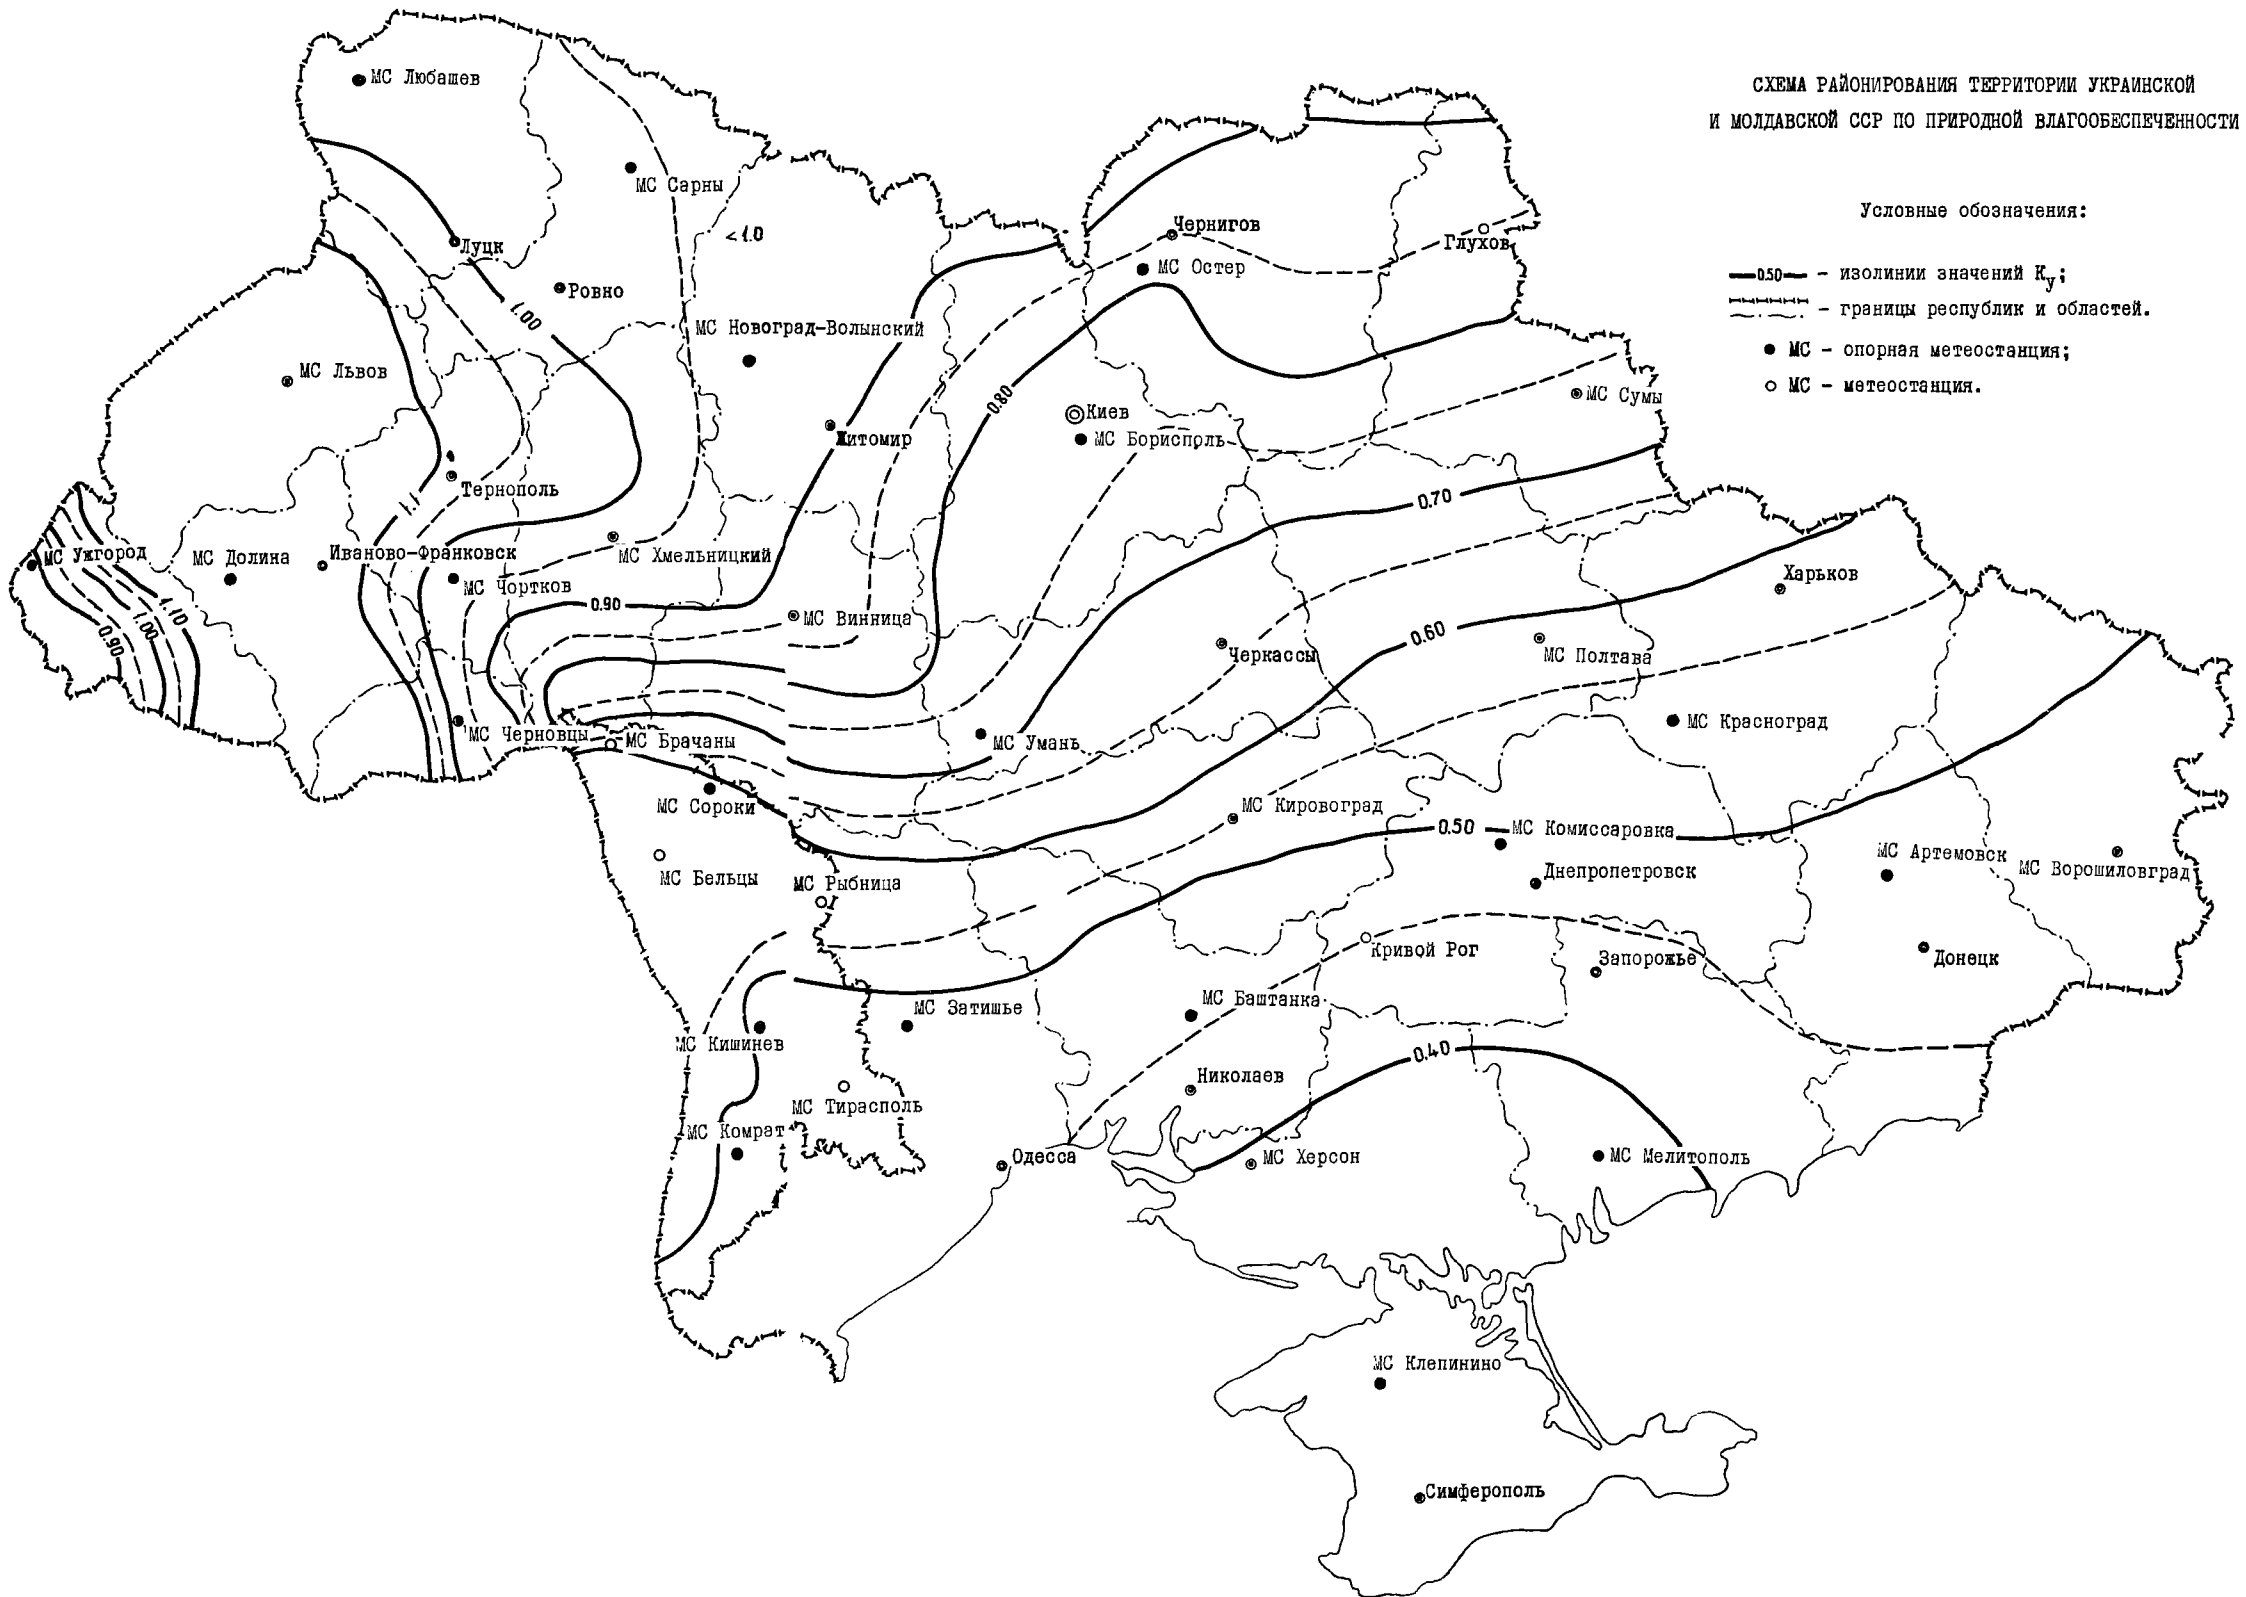 СХЕМА РАЙОНИРОВАНИЯ ТЕРРИТОРИИ УКРАИНСКОЙ
И МОЛДАВСКОЙ ССР ПО ПРИРОДНОЙ ВЛАГООБЕСПЕЧЕННОСТИ
Условные обозначения:
0.50 – изолинии значений Kу;
– границы республик и областей.
МС – опорная метеостанция;
МС – метеостанция.
МС Любашев
МС Сарны
<1.0
Чернигов
Глухов
Луцк
МС Остер
Ровно
1.00
МС Новоград-Волынский
МС Львов
0.80
МС Сумы
Киев
Житомир
МС Борисполь
Тернополь
0.70
1.1
МС Ужгород
МС Долина
Иваново-Франковск
МС Хмельницкий
Харьков
МС Чортков
0.90
1.10
МС Винница
1.00
0.90
0.60
Черкассы
МС Полтава
МС Красноград
МС Черновцы
МС Брачаны
МС Умань
МС Сороки
МС Кировоград
0.50
МС Комиссаровка
МС Артемовск
МС Ворошиловград
МС Бельцы
МС Рыбница
Днепропетровск
Кривой Рог
Запорожье
Донецк
МС Затишье
МС Баштанка
МС Кишинев
0.40
Николаев
МС Тирасполь
МС Комрат
Одесса
МС Херсон
МС Мелитополь
МС Клепинино
Симферополь